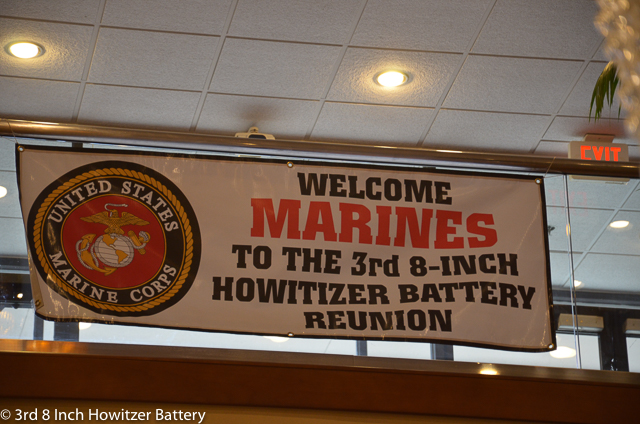 EXIT
UNITED STATES
MARINE CORPS
WELCOME
MARINES
TO THE 3rd 8-INCH
HOWITIZER BATTERY
REUNION
© 3rd 8 Inch Howitzer Battery